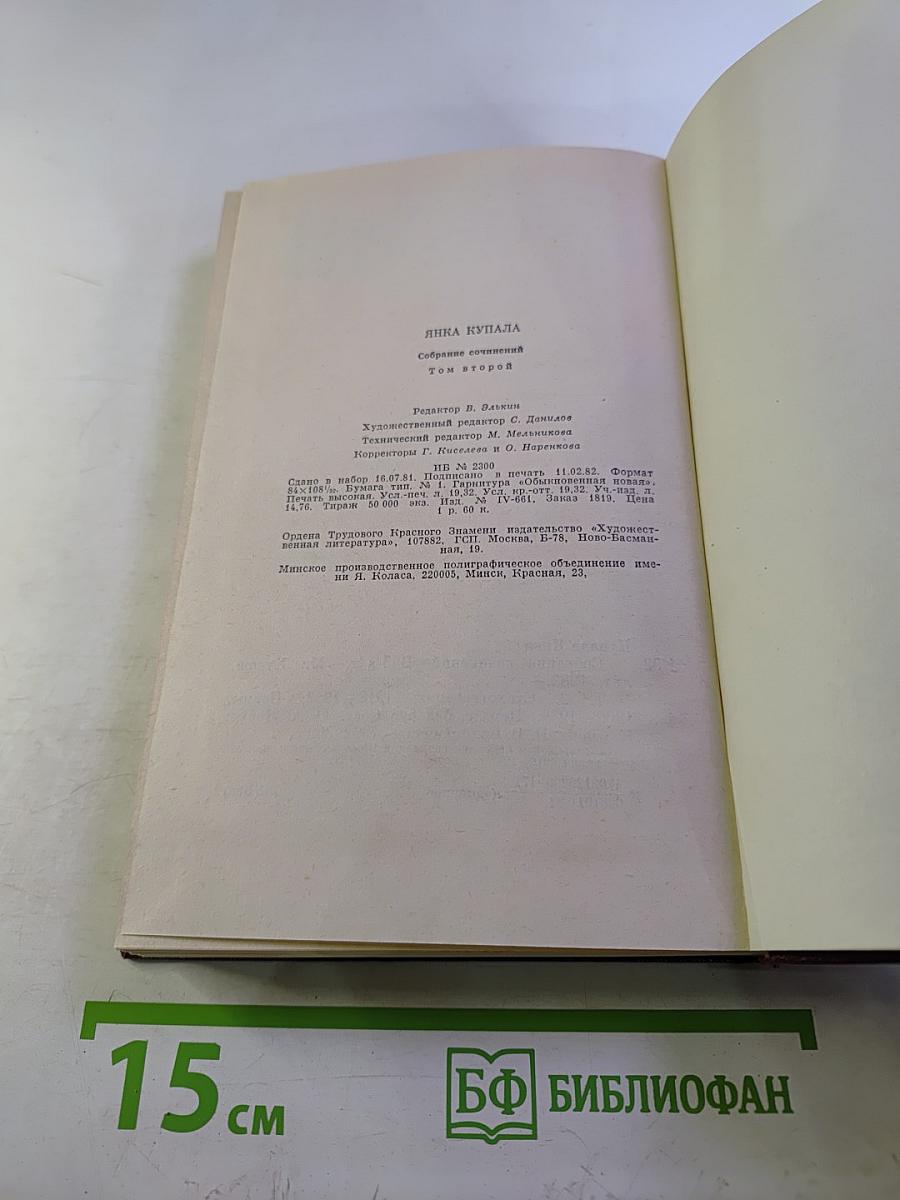 ЯНКА КУПАЛА
Собрание сочинений
Том второй
Редактор В. Элькин
Художественный редактор С. Данилов
Технический редактор М. Мельникова
Корректоры Г. Киселева и О. Наренкова
ИБ № 2300
Сдано в набор 16.07.81. Подписано в печать 11.02.82. Формат
84×108¹/₃₂. Бумага тип. № 1. Гарнитура «Обыкновенная новая».
Печать высокая. Усл.-печ. л. 19,32. Усл. кр.-отт. 19,32. Уч.-изд. л.
14,76. Тираж 50 000 экз. Изд. № IV-661. Заказ 1819. Цена
1 р. 60 к.
Ордена Трудового Красного Знамени издательство «Художест-
венная литература», 107882, ГСП, Москва, Б-78, Ново-Басман-
ная, 19.
Минское производственное полиграфическое объединение име-
ни Я. Коласа, 220005, Минск, Красная, 23,
15 см
БФ БИБЛИОФАН